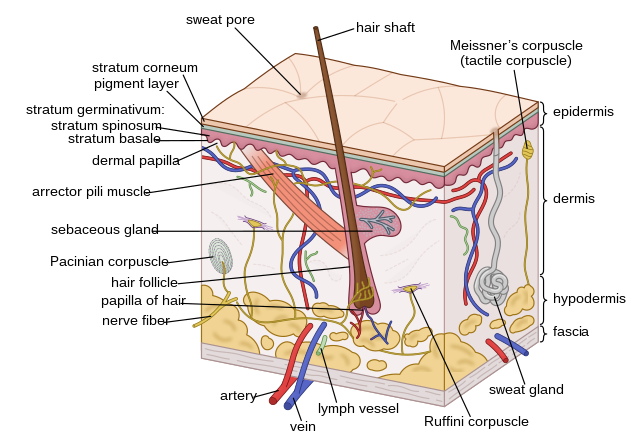 sweat pore
hair shaft
Meissner's corpuscle
(tactile corpuscle)
stratum corneum
pigment layer
stratum germinativum:
stratum spinosum
stratum basale
dermal papilla
arrector pili muscle
sebaceous gland
Pacinian corpuscle
hair follicle
papilla of hair
nerve fiber
epidermis
dermis
hypodermis
fascia
artery
vein
lymph vessel
sweat gland
Ruffini corpuscle